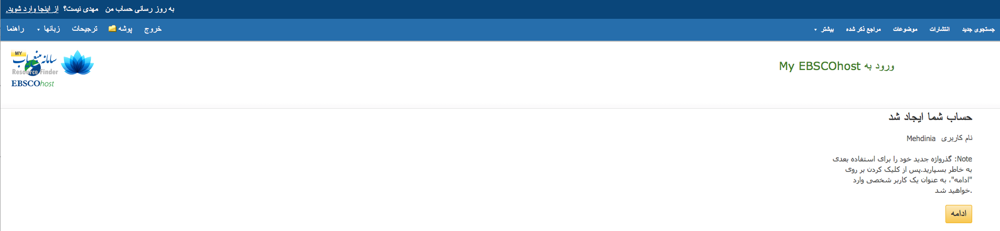 به روز رسانی حساب من مهدی نیست؟ از اینجا وارد شوید.
جستجوی جدید انتشارات موضوعات مراجع ذکر شده بیشتر خروج پوشه ترجیحات زبانها راهنما
MY
سامانه منبع یاب
Resource Finder
EBSCOhost
ورود به My EBSCOhost
حساب شما ایجاد شد
نام کاربری Mehdinia
Note: گذرواژه جدید خود را برای استفاده بعدی
به خاطر بسپارید.پس از کلیک کردن بر روی
"ادامه"، به عنوان یک کاربر شخصی وارد
خواهید شد.
ادامه